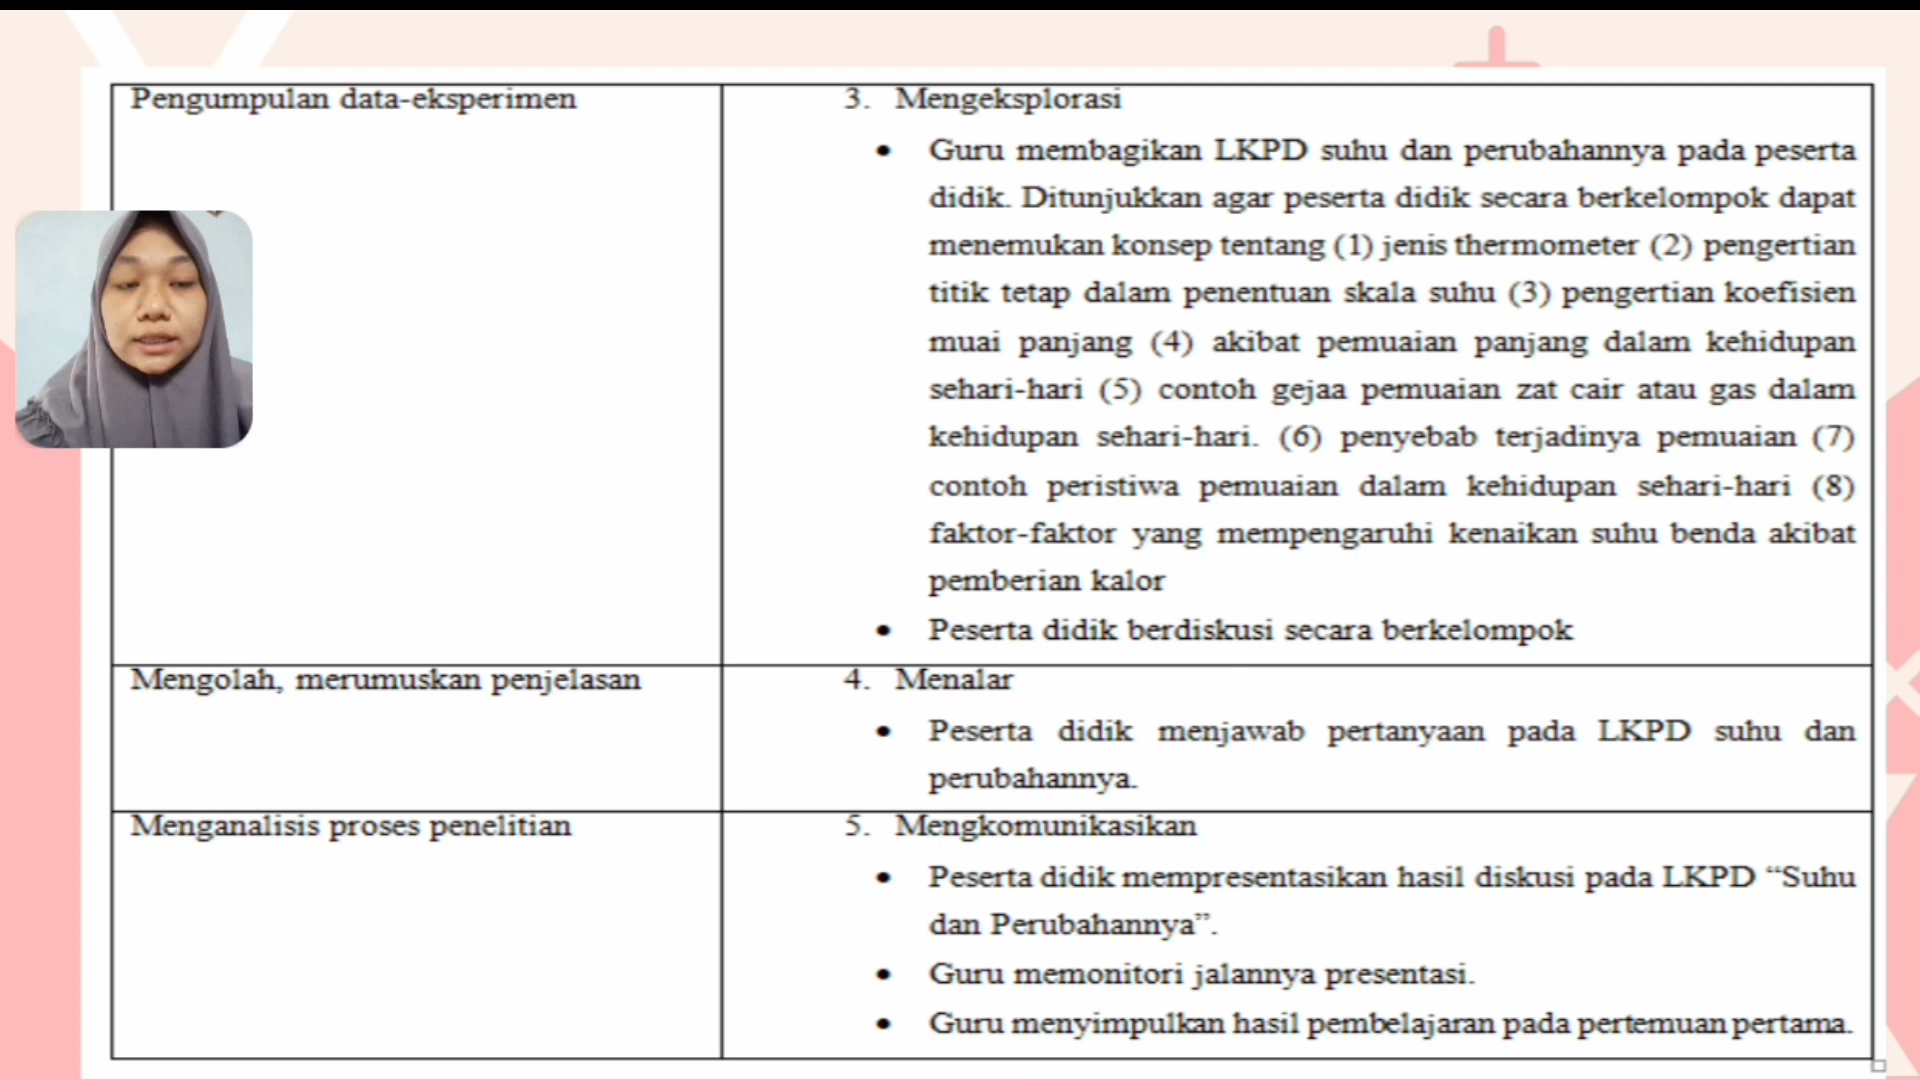 Pengumpulan data-eksperimen
3. Mengeksplorasi
• Guru membagikan LKPD suhu dan perubahannya pada peserta
didik. Ditunjukkan agar peserta didik secara berkelompok dapat
menemukan konsep tentang (1) jenis thermometer (2) pengertian
titik tetap dalam penentuan skala suhu (3) pengertian koefisien
muai panjang (4) akibat pemuaian panjang dalam kehidupan
sehari-hari (5) contoh gejaa pemuaian zat cair atau gas dalam
kehidupan sehari-hari. (6) penyebab terjadinya pemuaian (7)
contoh peristiwa pemuaian dalam kehidupan sehari-hari (8)
faktor-faktor yang mempengaruhi kenaikan suhu benda akibat
pemberian kalor
• Peserta didik berdiskusi secara berkelompok
Mengolah, merumuskan penjelasan
4. Menalar
• Peserta didik menjawab pertanyaan pada LKPD suhu dan
perubahannya.
Menganalisis proses penelitian
5. Mengkomunikasikan
• Peserta didik mempresentasikan hasil diskusi pada LKPD “Suhu
dan Perubahannya”.
• Guru memonitori jalannya presentasi.
• Guru menyimpulkan hasil pembelajaran pada pertemuan pertama.